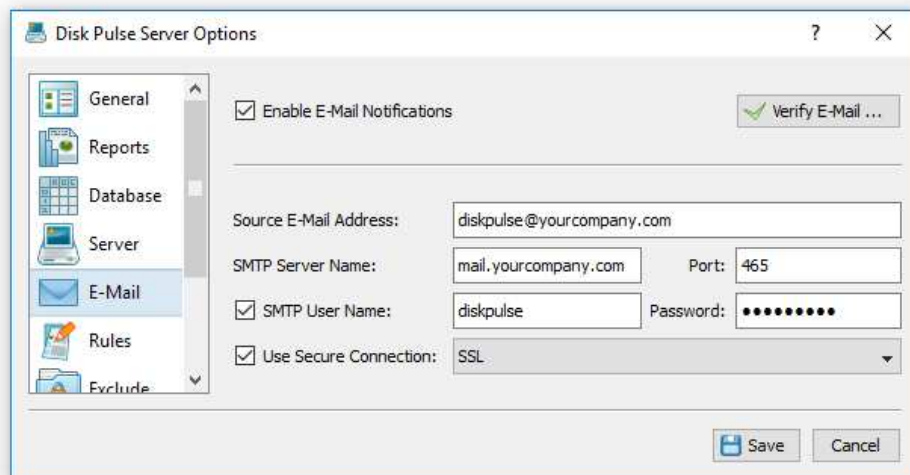 Disk Pulse Server Options
?
General
Reports
Database
Server
E-Mail
Rules
Exclude
Enable E-Mail Notifications
Verify E-Mail ...
Source E-Mail Address:
diskpulse@yourcompany.com
SMTP Server Name:
mail.yourcompany.com
Port:
465
SMTP User Name:
diskpulse
Password:
•••••••••
Use Secure Connection:
SSL
Save
Cancel